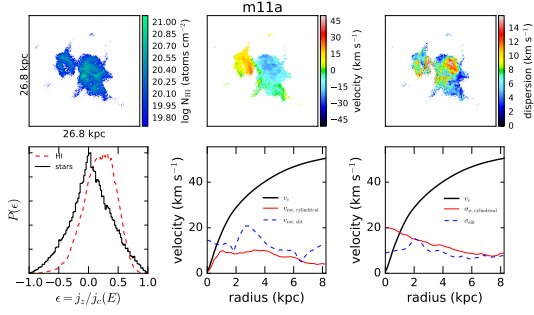 m11a
26.8 kpc
26.8 kpc
21.00
20.85
20.70
20.55
20.40
20.25
20.10
19.95
19.80
log N_HI (atoms cm⁻²)
45
30
15
0
−15
−30
−45
velocity (km s⁻¹)
14
12
10
8
6
4
2
0
dispersion (km s⁻¹)
HI
stars
P(ϵ)
−1.0 −0.5 0.0 0.5 1.0
ϵ = j_z/j_c(E)
40
20
0
velocity (km s⁻¹)
v_c
v_rot, cylindrical
v_rot, slit
0 2 4 6 8
radius (kpc)
40
20
0
velocity (km s⁻¹)
v_c
σ_ϕ, cylindrical
σ_slit
0 2 4 6 8
radius (kpc)